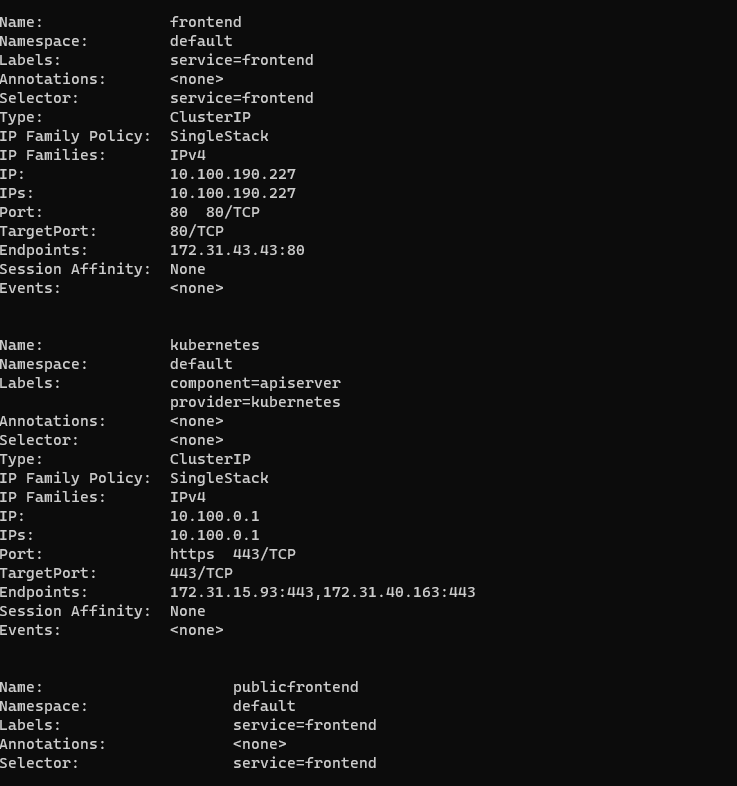 Name:              frontend
Namespace:         default
Labels:            service=frontend
Annotations:       <none>
Selector:          service=frontend
Type:              ClusterIP
IP Family Policy:  SingleStack
IP Families:       IPv4
IP:                10.100.190.227
IPs:               10.100.190.227
Port:              80  80/TCP
TargetPort:        80/TCP
Endpoints:         172.31.43.43:80
Session Affinity:  None
Events:            <none>
Name:              kubernetes
Namespace:         default
Labels:            component=apiserver
                   provider=kubernetes
Annotations:       <none>
Selector:          <none>
Type:              ClusterIP
IP Family Policy:  SingleStack
IP Families:       IPv4
IP:                10.100.0.1
IPs:               10.100.0.1
Port:              https  443/TCP
TargetPort:        443/TCP
Endpoints:         172.31.15.93:443,172.31.40.163:443
Session Affinity:  None
Events:            <none>
Name:                     publicfrontend
Namespace:                default
Labels:                   service=frontend
Annotations:              <none>
Selector:                 service=frontend